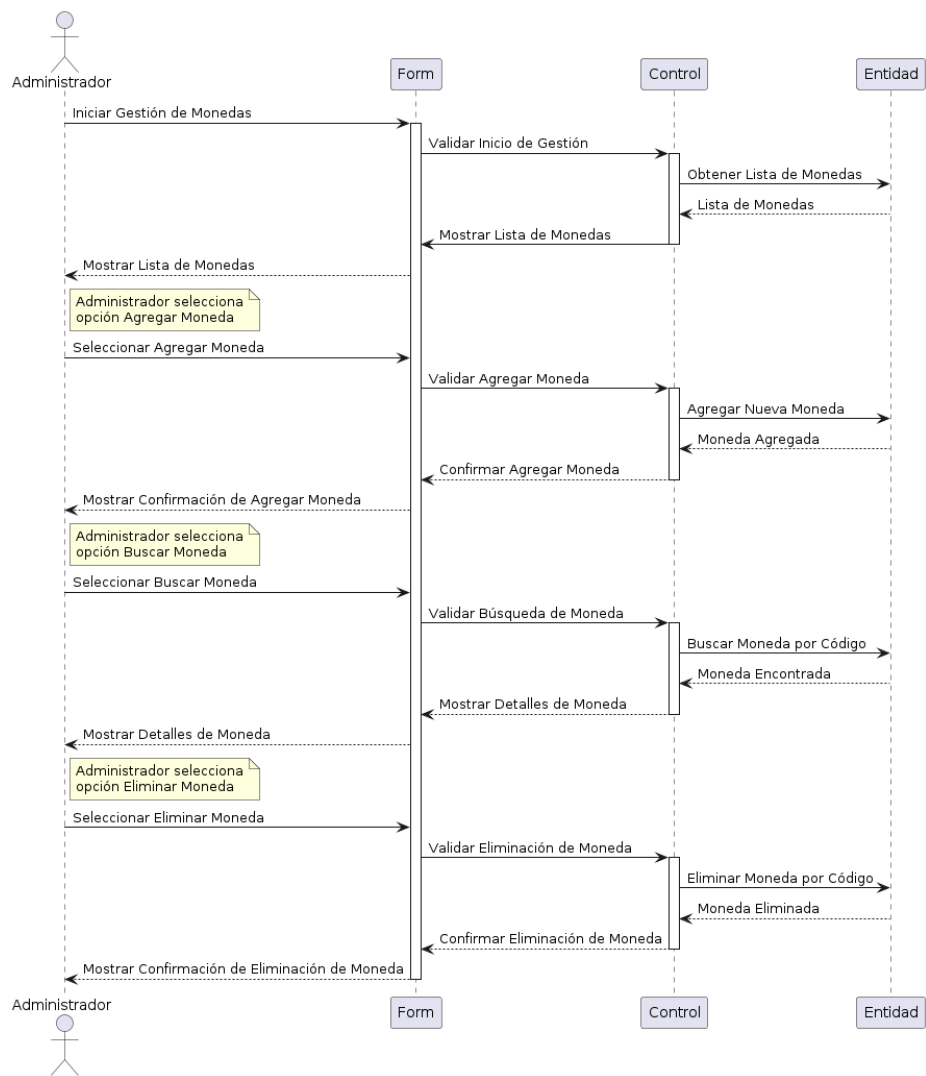 Administrador
Form
Control
Entidad
Iniciar Gestión de Monedas
Validar Inicio de Gestión
Obtener Lista de Monedas
Lista de Monedas
Mostrar Lista de Monedas
Mostrar Lista de Monedas
Administrador selecciona
opción Agregar Moneda
Seleccionar Agregar Moneda
Validar Agregar Moneda
Agregar Nueva Moneda
Moneda Agregada
Confirmar Agregar Moneda
Mostrar Confirmación de Agregar Moneda
Administrador selecciona
opción Buscar Moneda
Seleccionar Buscar Moneda
Validar Búsqueda de Moneda
Buscar Moneda por Código
Moneda Encontrada
Mostrar Detalles de Moneda
Mostrar Detalles de Moneda
Administrador selecciona
opción Eliminar Moneda
Seleccionar Eliminar Moneda
Validar Eliminación de Moneda
Eliminar Moneda por Código
Moneda Eliminada
Confirmar Eliminación de Moneda
Mostrar Confirmación de Eliminación de Moneda
Administrador
Form
Control
Entidad